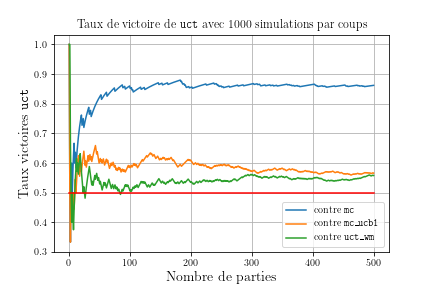 Taux de victoire de uct avec 1000 simulations par coups
Taux victoires uct
1.0
0.9
0.8
0.7
0.6
0.5
0.4
0.3
0
100
200
300
400
500
Nombre de parties
contre mc
contre mc_ucb1
contre uct_wm